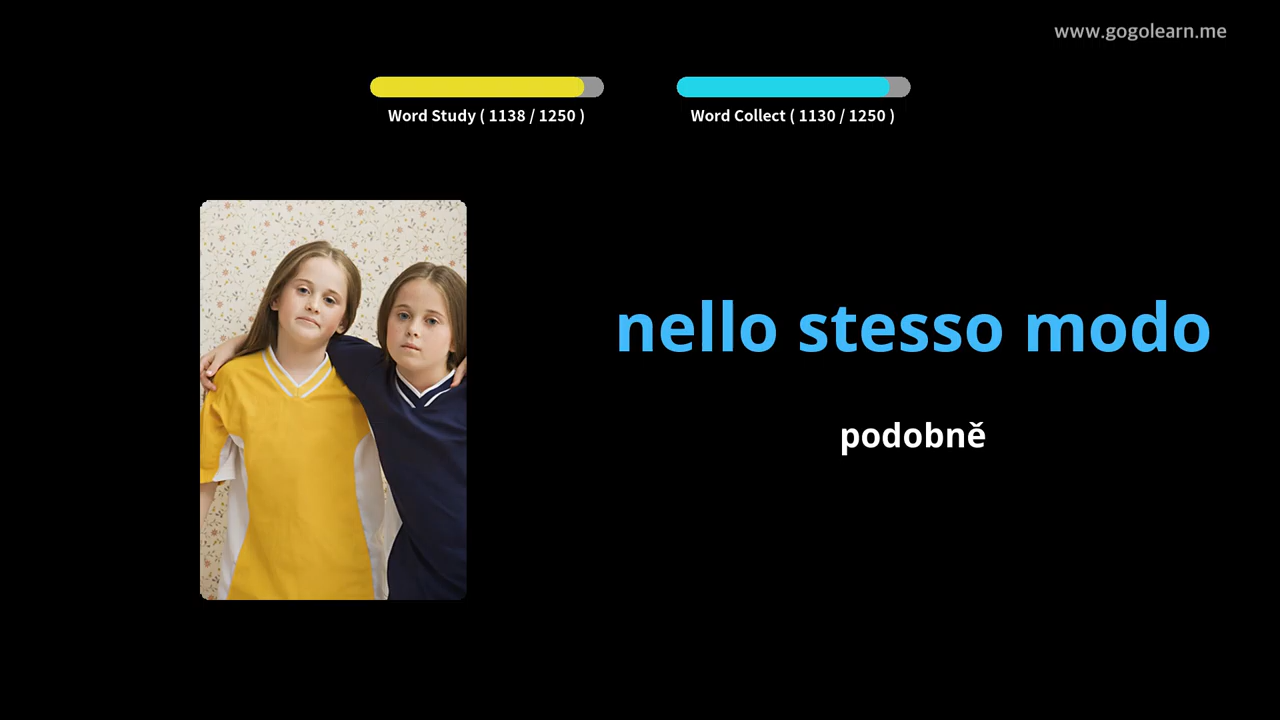 www.gogolearn.me
Word Study ( 1138 / 1250 )
Word Collect ( 1130 / 1250 )
nello stesso modo
podobně